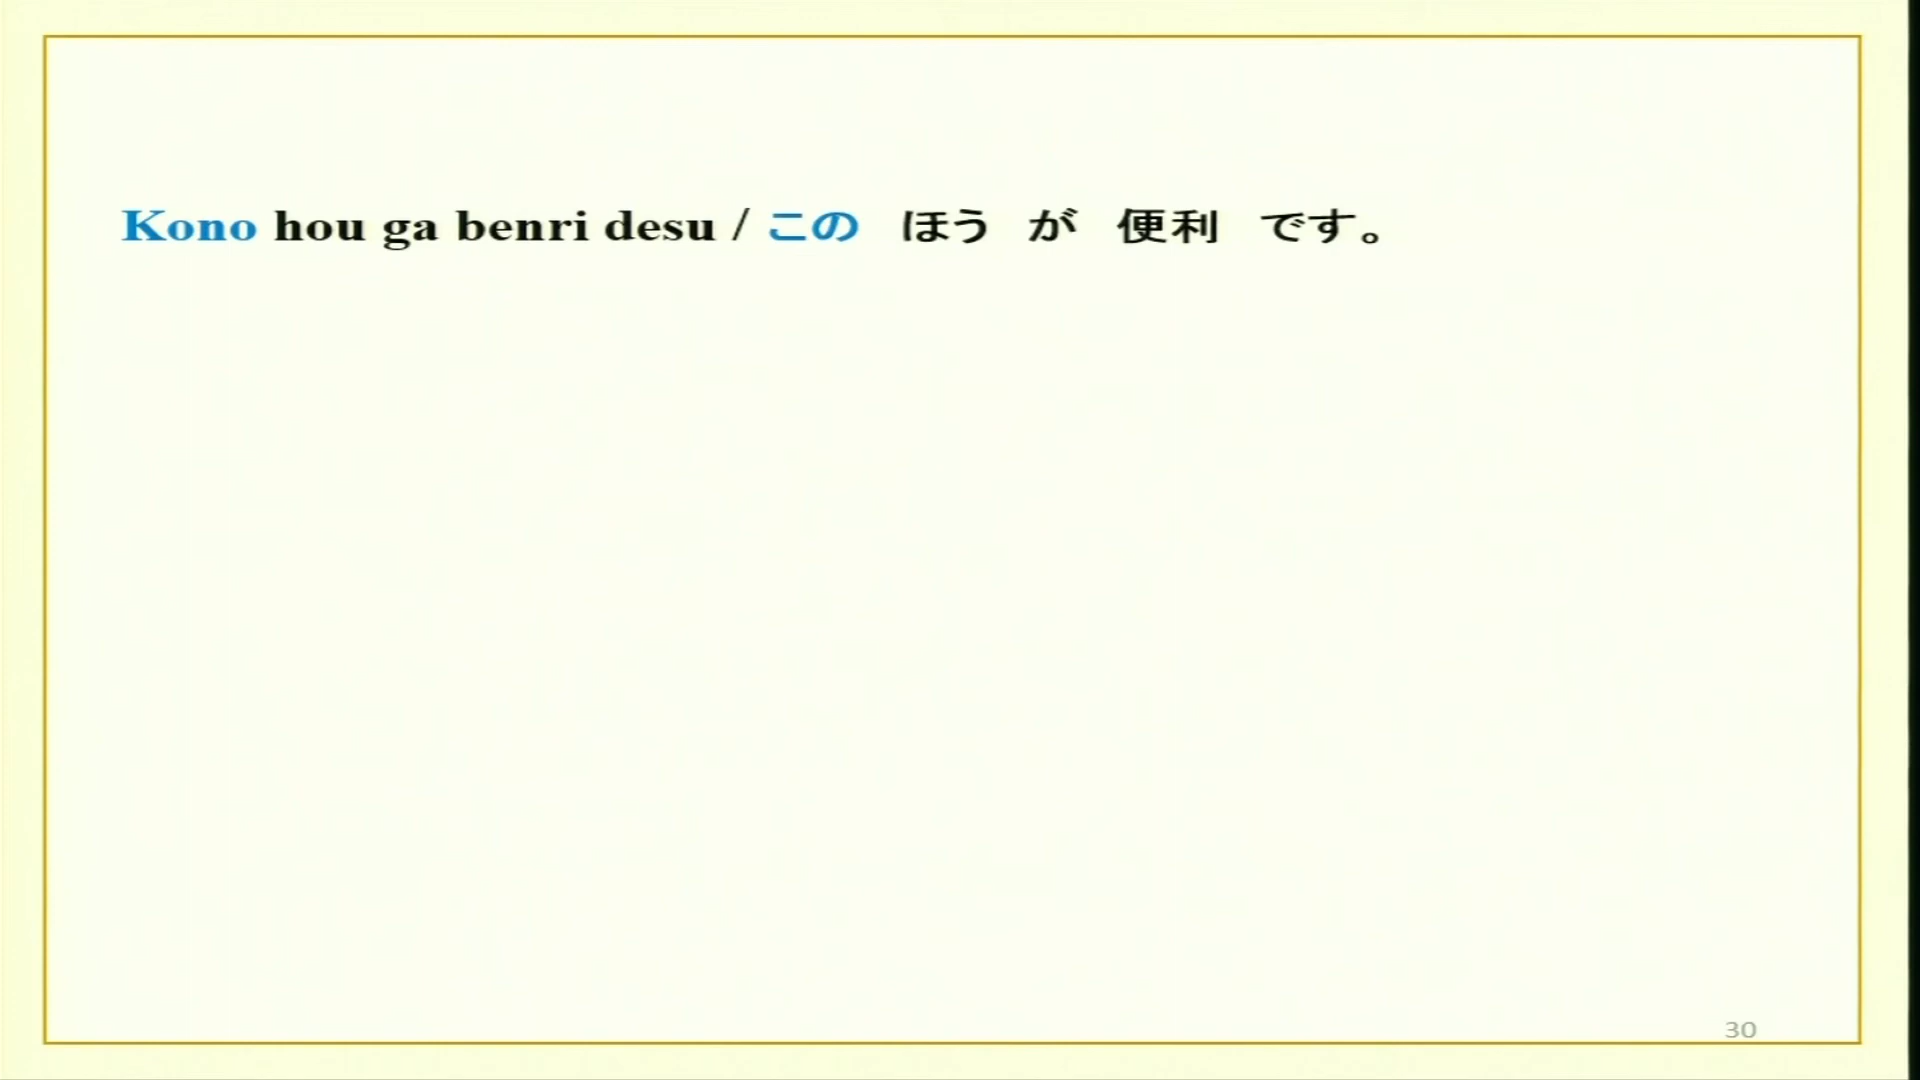 Kono hou ga benri desu / この　ほう　が　便利　です。
30